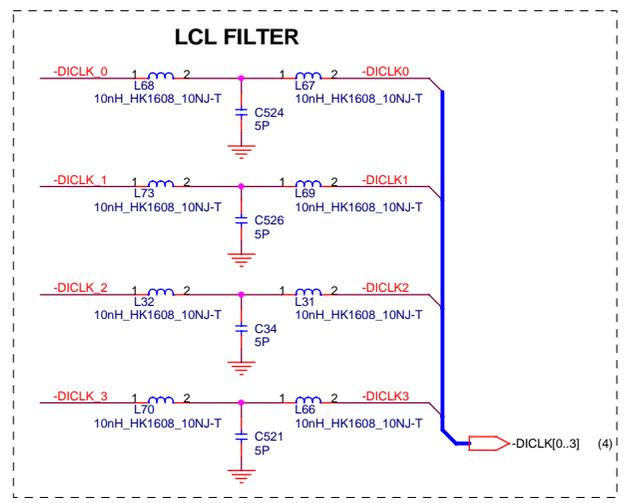 LCL FILTER
-DICLK_0 1 2 1 2 -DICLK0
L68 L67
10nH_HK1608_10NJ-T 10nH_HK1608_10NJ-T
C524
5P
-DICLK_1 1 2 1 2 -DICLK1
L73 L69
10nH_HK1608_10NJ-T 10nH_HK1608_10NJ-T
C526
5P
-DICLK_2 1 2 1 2 -DICLK2
L32 L31
10nH_HK1608_10NJ-T 10nH_HK1608_10NJ-T
C34
5P
-DICLK_3 1 2 1 2 -DICLK3
L70 L66
10nH_HK1608_10NJ-T 10nH_HK1608_10NJ-T
C521
5P
-DICLK[0..3] (4)